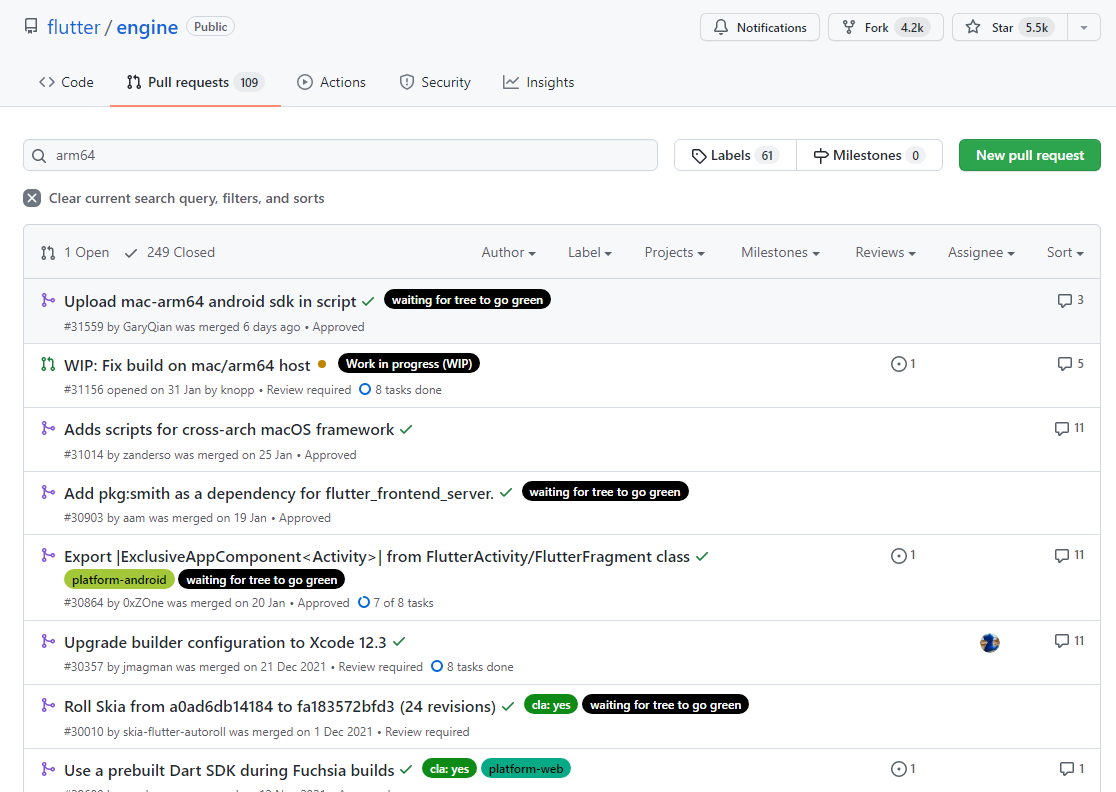 flutter / engine Public Notifications Fork 4.2k Star 5.5k
Code Pull requests 109 Actions Security Insights
arm64 Labels 61 Milestones 0 New pull request
Clear current search query, filters, and sorts
1 Open 249 Closed Author Label Projects Milestones Reviews Assignee Sort
Upload mac-arm64 android sdk in script waiting for tree to go green 3
#31559 by GaryQian was merged 6 days ago • Approved
WIP: Fix build on mac/arm64 host Work in progress (WIP) 1 5
#31156 opened on 31 Jan by knopp • Review required 8 tasks done
Adds scripts for cross-arch macOS framework 11
#31014 by zanderso was merged on 25 Jan • Approved
Add pkg:smith as a dependency for flutter_frontend_server. waiting for tree to go green
#30903 by aam was merged on 19 Jan • Approved
Export |ExclusiveAppComponent<Activity>| from FlutterActivity/FlutterFragment class 1 11
platform-android waiting for tree to go green
#30864 by 0xZOne was merged on 20 Jan • Approved 7 of 8 tasks
Upgrade builder configuration to Xcode 12.3 11
#30357 by jmagman was merged on 21 Dec 2021 • Review required 8 tasks done
Roll Skia from a0ad6db14184 to fa183572bfd3 (24 revisions) cla: yes waiting for tree to go green
#30010 by skia-flutter-autoroll was merged on 1 Dec 2021 • Review required
Use a prebuilt Dart SDK during Fuchsia builds cla: yes platform-web 1 1